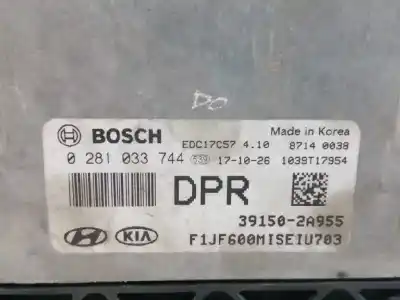 DO
BOSCH EDC17C57 4.10 Made in Korea
8714 0038
0 281 033 744 17-10-26 1039T17954
DPR
39150-2A955
KIA F1JF600MISEIU703